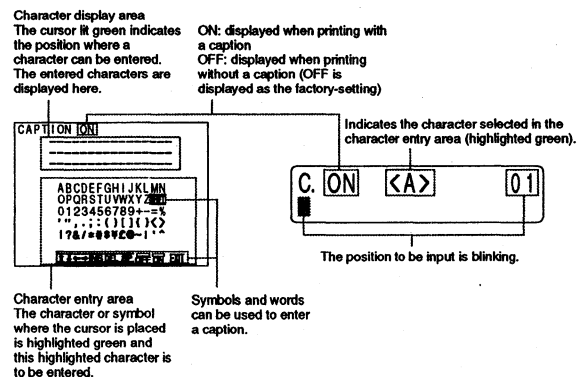 Character display area
The cursor lit green indicates
the position where a
character can be entered.
The entered characters are
displayed here.
ON: displayed when printing with
a caption
OFF: displayed when printing
without a caption (OFF is
displayed as the factory-setting)
Indicates the character selected in the
character entry area (highlighted green).
CAPTION ON
ABCDEFGHIJKLMN
OPQRSTUVWXYZ
0123456789+-=%
'",.;:()[]{}<>
C. ON <A> 01
The position to be input is blinking.
Character entry area
The character or symbol
where the cursor is placed
is highlighted green and
this highlighted character is
to be entered.
Symbols and words
can be used to enter
a caption.